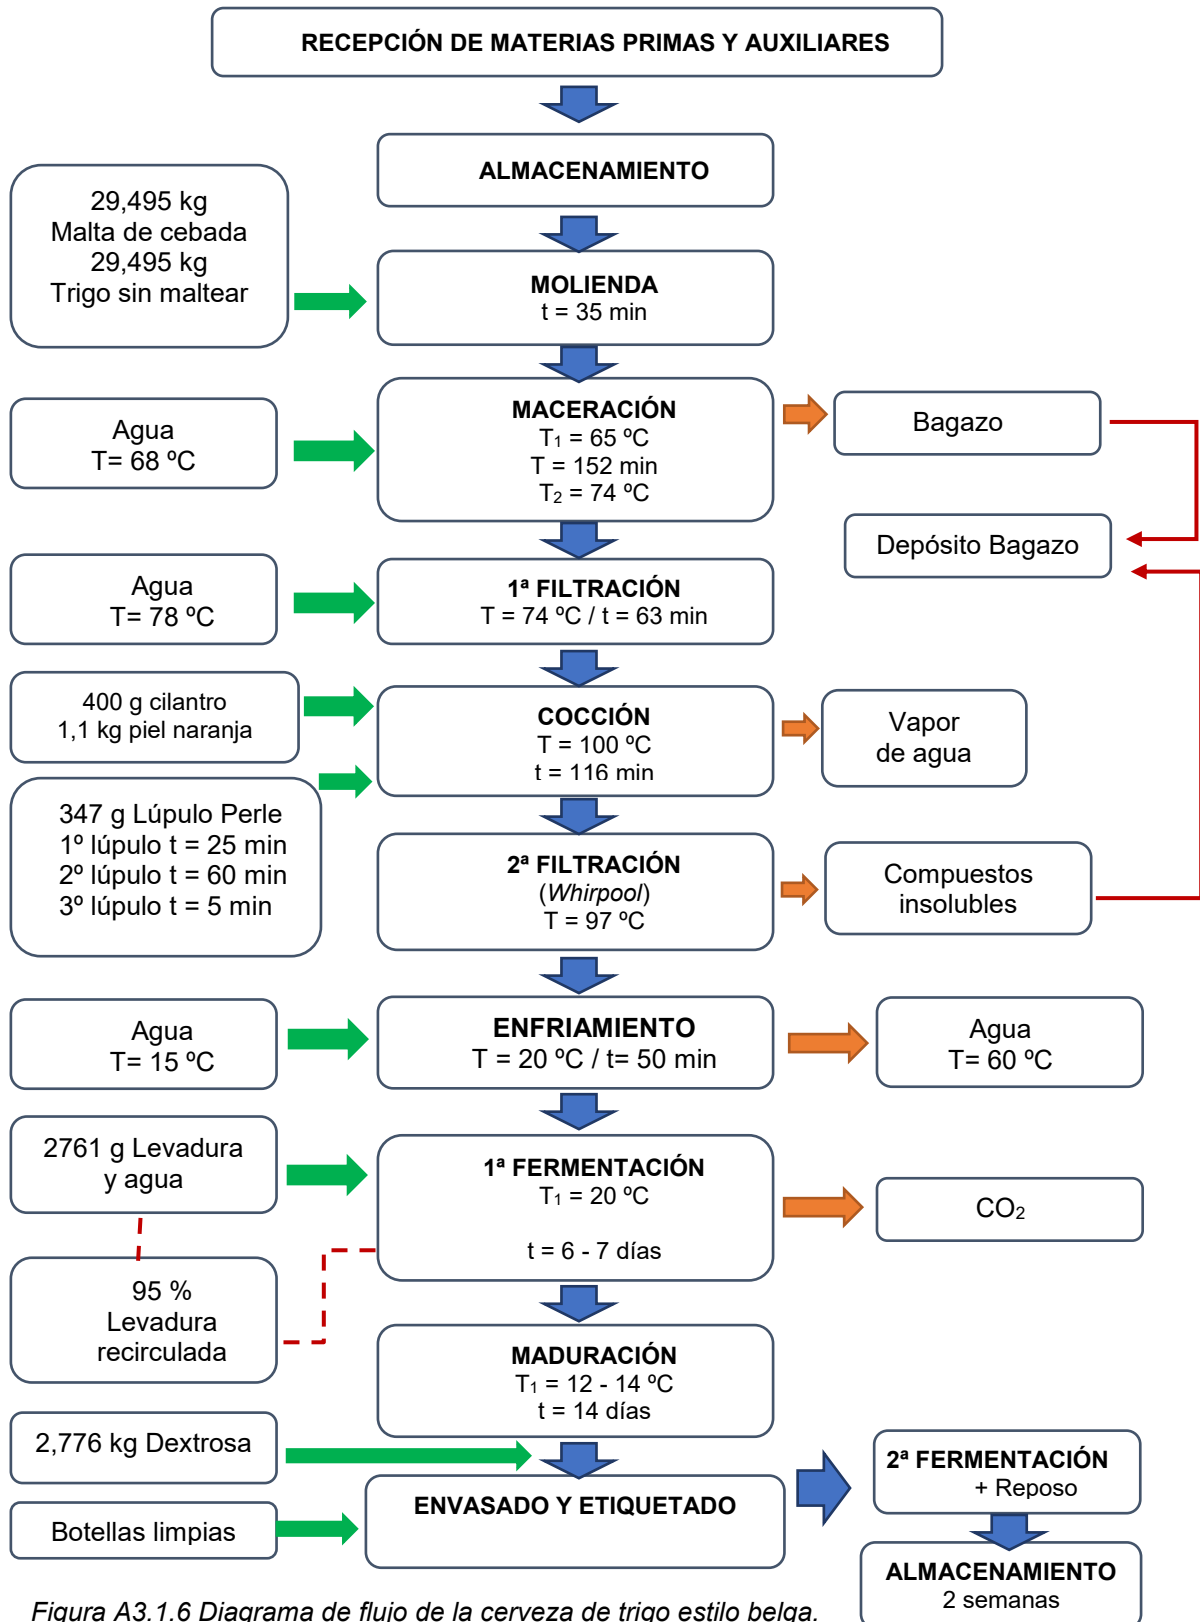 RECEPCIÓN DE MATERIAS PRIMAS Y AUXILIARES
ALMACENAMIENTO
29,495 kg
Malta de cebada
29,495 kg
Trigo sin maltear
MOLIENDA
t = 35 min
Agua
T= 68 ºC
MACERACIÓN
T₁ = 65 ºC
T = 152 min
T₂ = 74 ºC
Bagazo
Depósito Bagazo
Agua
T= 78 ºC
1ª FILTRACIÓN
T = 74 ºC / t = 63 min
400 g cilantro
1,1 kg piel naranja
COCCIÓN
T = 100 ºC
t = 116 min
Vapor
de agua
347 g Lúpulo Perle
1º lúpulo t = 25 min
2º lúpulo t = 60 min
3º lúpulo t = 5 min
2ª FILTRACIÓN
(Whirpool)
T = 97 ºC
Compuestos
insolubles
Agua
T= 15 ºC
ENFRIAMIENTO
T = 20 ºC / t= 50 min
Agua
T= 60 ºC
2761 g Levadura
y agua
1ª FERMENTACIÓN
T₁ = 20 ºC
t = 6 - 7 días
CO₂
95 %
Levadura
recirculada
MADURACIÓN
T₁ = 12 - 14 ºC
t = 14 días
2,776 kg Dextrosa
Botellas limpias
ENVASADO Y ETIQUETADO
2ª FERMENTACIÓN
+ Reposo
ALMACENAMIENTO
2 semanas
Figura A3.1.6 Diagrama de flujo de la cerveza de trigo estilo belga.